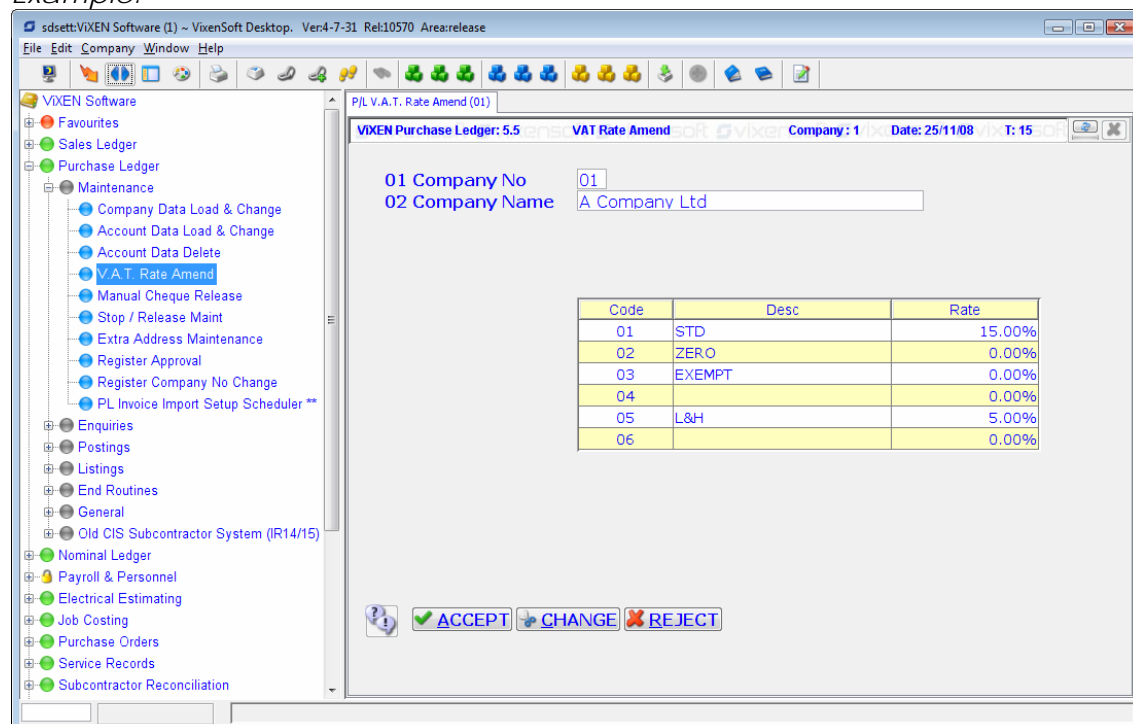 Example:
sdsett:ViXEN Software (1) ~ VixenSoft Desktop. Ver:4-7-31 Rel:10570 Area:release
File Edit Company Window Help
ViXEN Software
Favourites
Sales Ledger
Purchase Ledger
Maintenance
Company Data Load & Change
Account Data Load & Change
Account Data Delete
V.A.T. Rate Amend
Manual Cheque Release
Stop / Release Maint
Extra Address Maintenance
Register Approval
Register Company No Change
PL Invoice Import Setup Scheduler **
Enquiries
Postings
Listings
End Routines
General
Old CIS Subcontractor System (IR14/15)
Nominal Ledger
Payroll & Personnel
Electrical Estimating
Job Costing
Purchase Orders
Service Records
Subcontractor Reconciliation
P/L V.A.T. Rate Amend (01)
ViXEN Purchase Ledger: 5.5 VAT Rate Amend Company : 1 Date: 25/11/08 T: 15
01 Company No 01
02 Company Name A Company Ltd
Code Desc Rate
01 STD 15.00%
02 ZERO 0.00%
03 EXEMPT 0.00%
04 0.00%
05 L&H 5.00%
06 0.00%
ACCEPT CHANGE REJECT